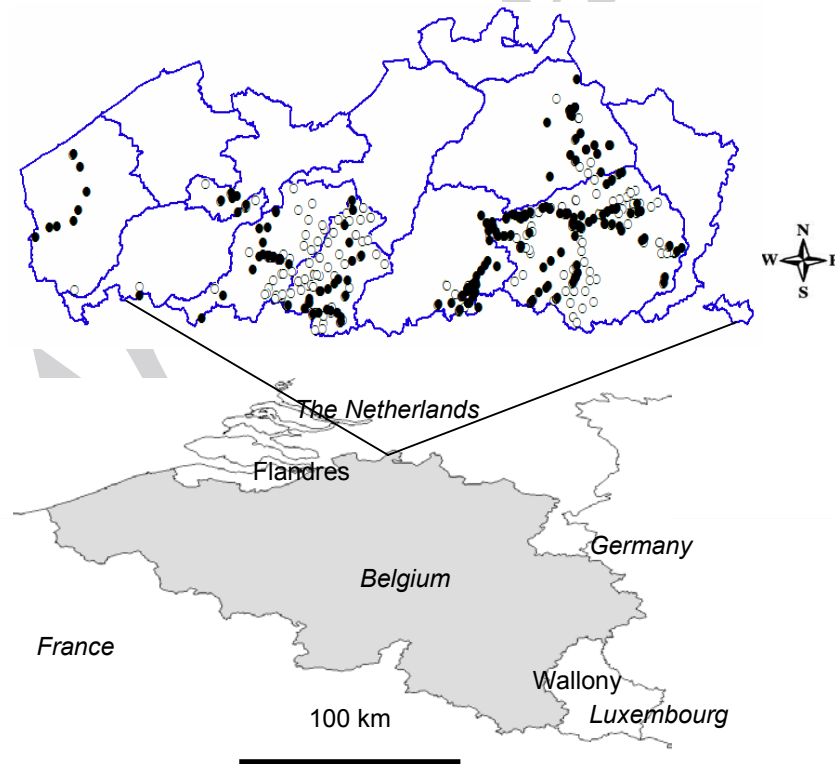 N
W E
S
The Netherlands
Flandres
Germany
Belgium
France
Wallony
100 km
Luxembourg